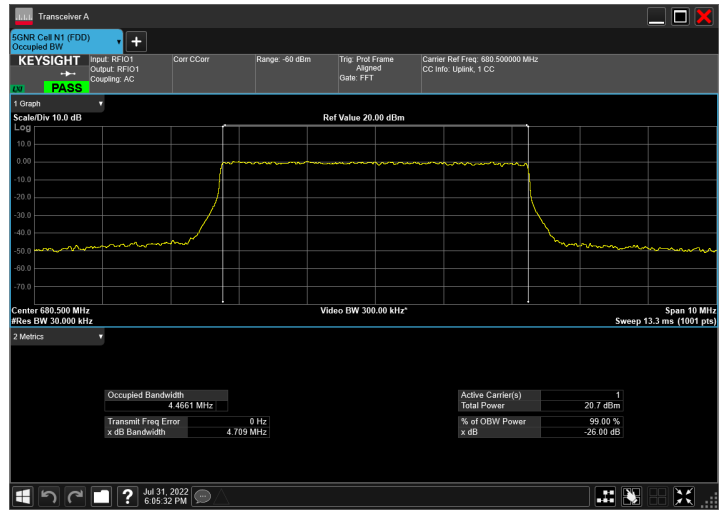 Transceiver A
5GNR Cell N1 (FDD)
Occupied BW
KEYSIGHT
LXI
PASS
Input: RFIO1
Output: RFIO1
Coupling: AC
Corr CCorr
Range: -60 dBm
Trig: Prot Frame
Aligned
Gate: FFT
Carrier Ref Freq: 680.500000 MHz
CC Info: Uplink, 1 CC
1 Graph
Scale/Div 10.0 dB
Ref Value 20.00 dBm
Log
10.0
0.00
-10.0
-20.0
-30.0
-40.0
-50.0
-60.0
-70.0
Center 680.500 MHz
Video BW 300.00 kHz*
Span 10 MHz
#Res BW 30.000 kHz
Sweep 13.3 ms (1001 pts)
2 Metrics
Occupied Bandwidth
4.4661 MHz
Transmit Freq Error 0 Hz
x dB Bandwidth 4.709 MHz
Active Carrier(s) 1
Total Power 20.7 dBm
% of OBW Power 99.00 %
x dB -26.00 dB
?
Jul 31, 2022
6:05:32 PM